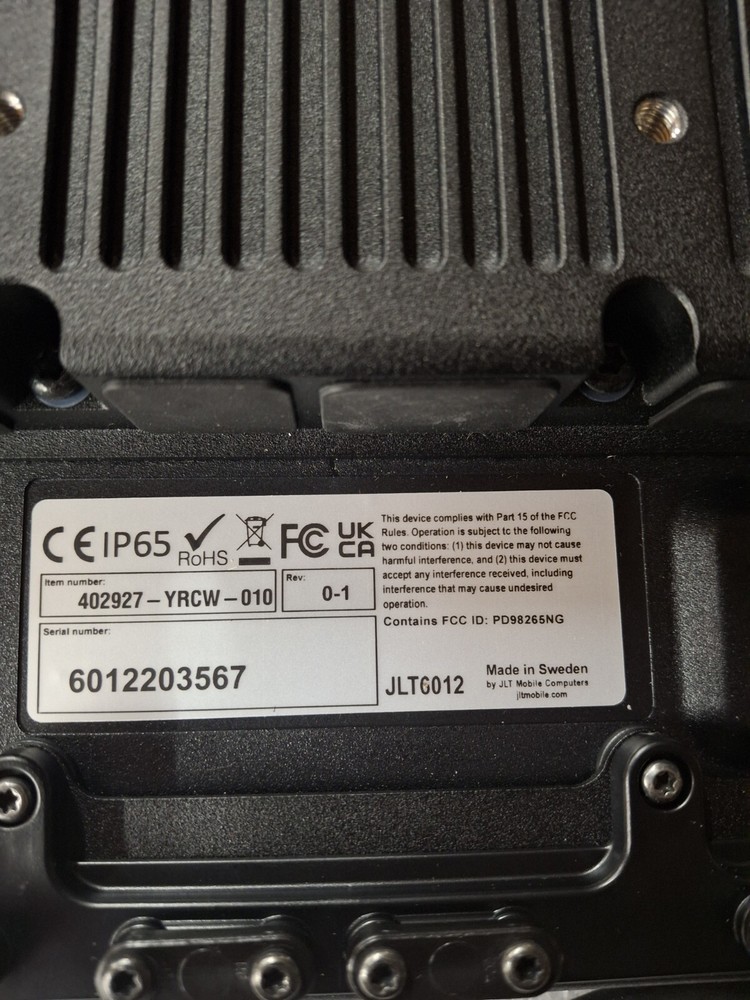 CE IP65 RoHS FC UK
CA
Item number:
402927-YRCW-010
Rev:
0-1
Serial number:
6012203567
This device complies with Part 15 of the FCC
Rules. Operation is subject to the following
two conditions: (1) this device may not cause
harmful interference, and (2) this device must
accept any interference received, including
interference that may cause undesired
operation.
Contains FCC ID: PD98265NG
JLT6012
Made in Sweden
by JLT Mobile Computers
jltmobile.com